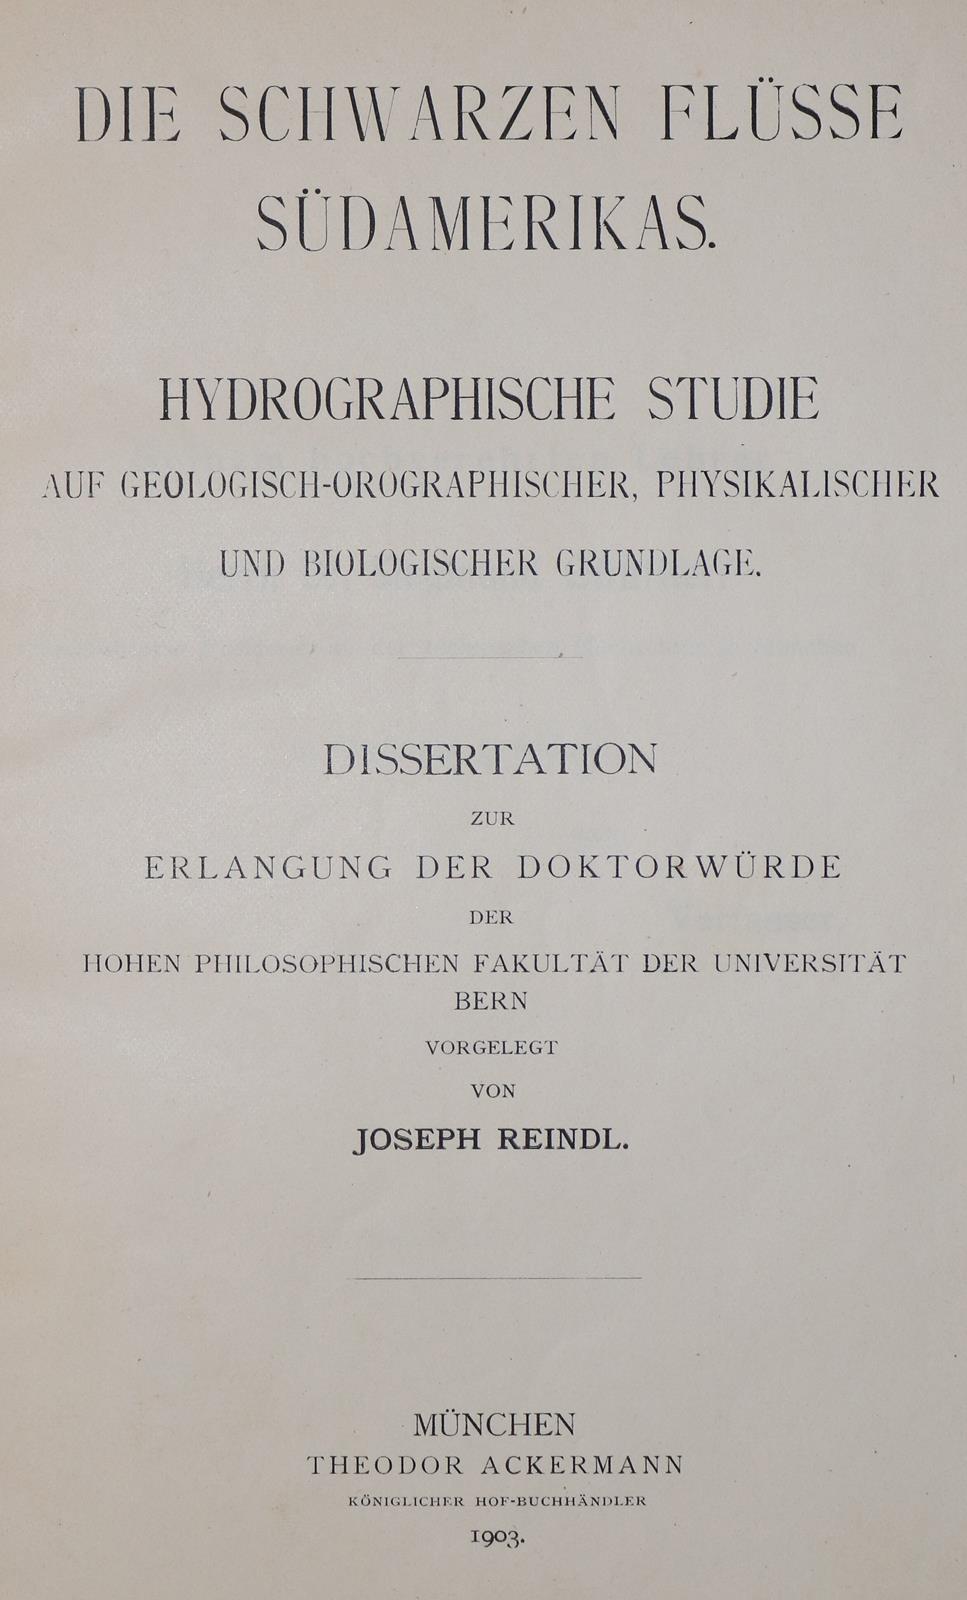 DIE SCHWARZEN FLÜSSE
SÜDAMERIKAS.
HYDROGRAPHISCHE STUDIE
AUF GEOLOGISCH-OROGRAPHISCHER, PHYSIKALISCHER
UND BIOLOGISCHER GRUNDLAGE.
DISSERTATION
ZUR
ERLANGUNG DER DOKTORWÜRDE
DER
HOHEN PHILOSOPHISCHEN FAKULTÄT DER UNIVERSITÄT
BERN
VORGELEGT
VON
JOSEPH REINDL.
MÜNCHEN
THEODOR ACKERMANN
KÖNIGLICHER HOF-BUCHHÄNDLER
1903.